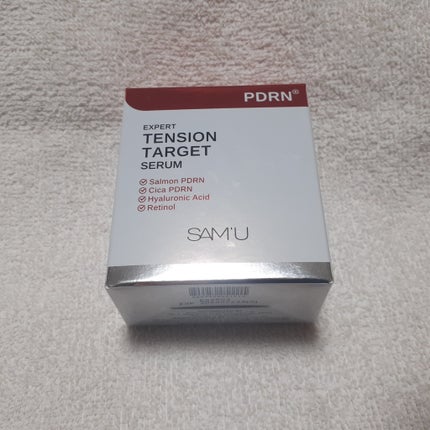 PDRN®
EXPERT
TENSION
TARGET
SERUM
Salmon PDRN
Cica PDRN
Hyaluronic Acid
Retinol
SAM'U